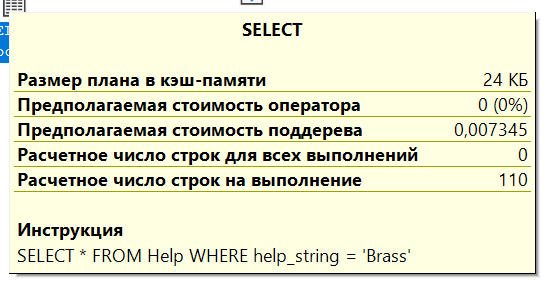 SELECT
Размер плана в кэш-памяти 24 КБ
Предполагаемая стоимость оператора 0 (0%)
Предполагаемая стоимость поддерева 0,007345
Расчетное число строк для всех выполнений 0
Расчетное число строк на выполнение 110
Инструкция
SELECT * FROM Help WHERE help_string = 'Brass'